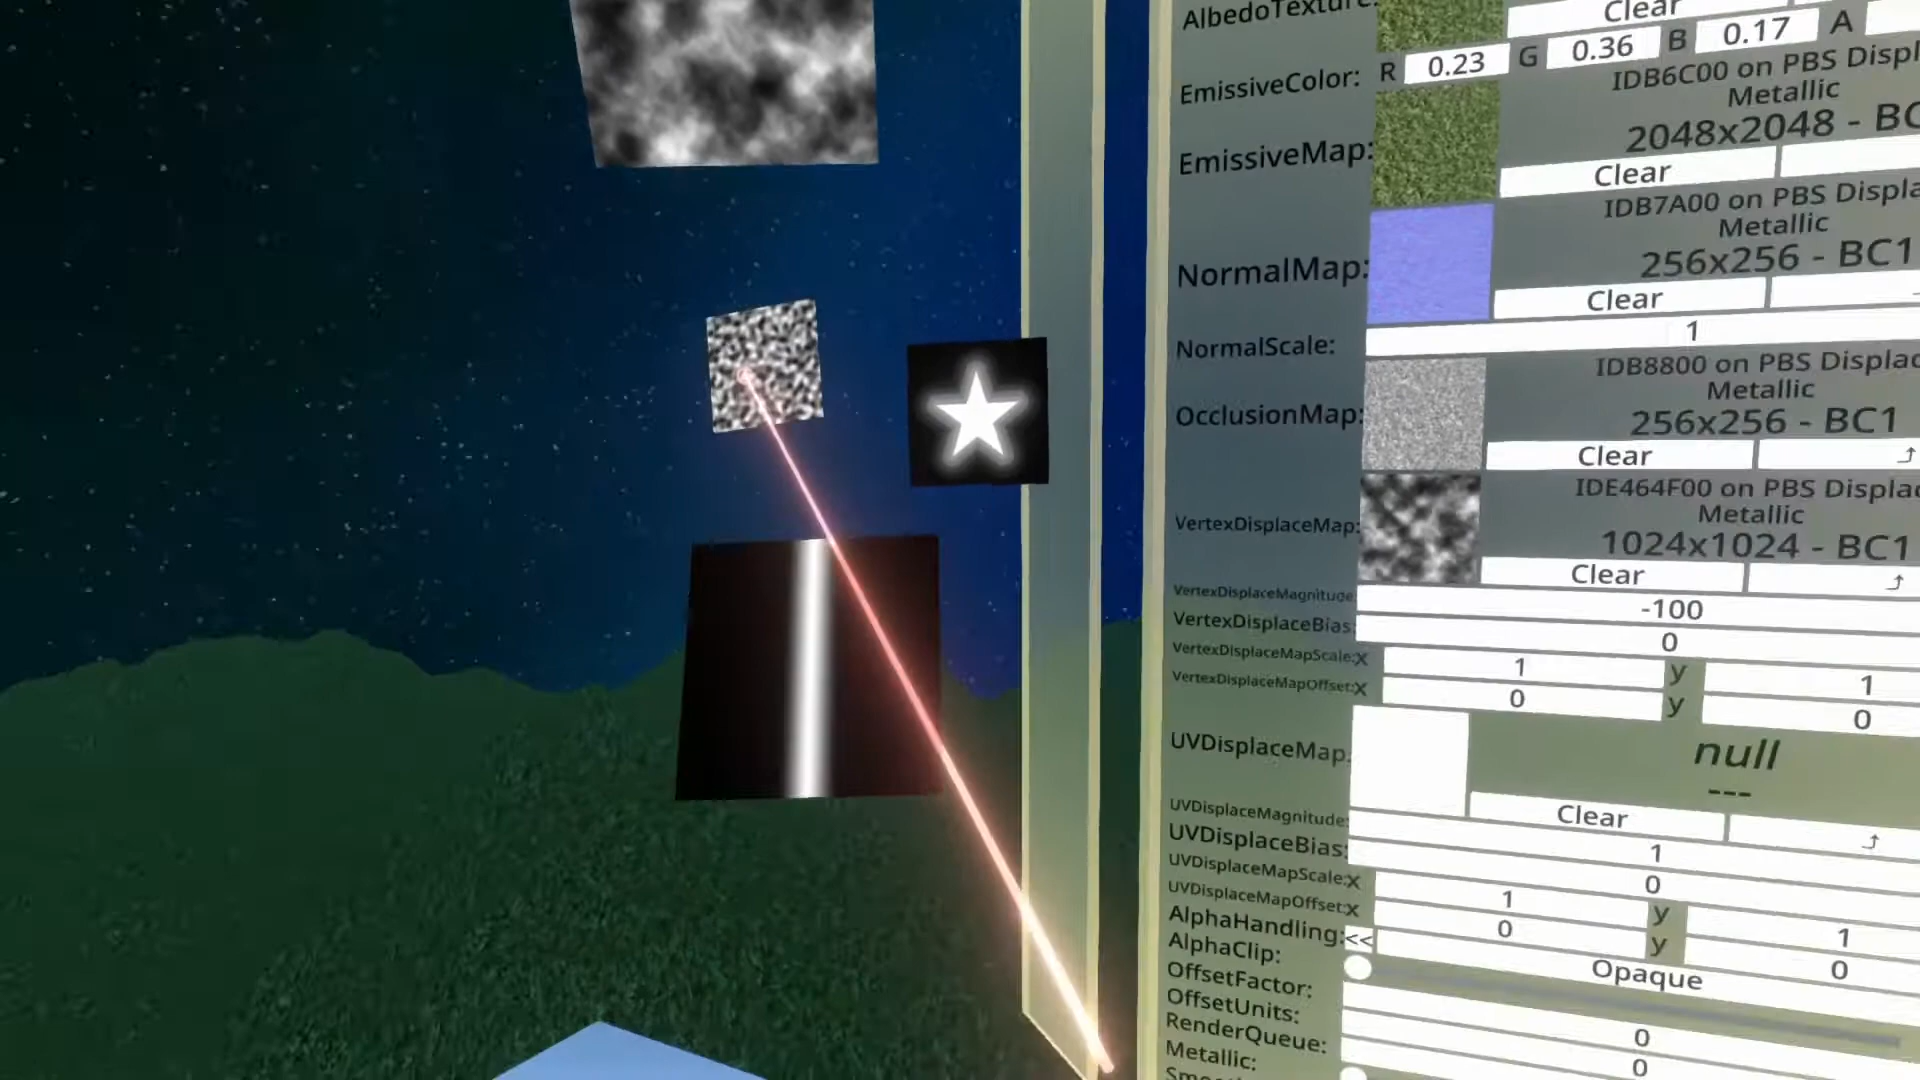 AlbedoTexture:
Clear
EmissiveColor: R 0.23 G 0.36 B 0.17 A
IDB6C00 on PBS Displ
Metallic
EmissiveMap: 2048x2048 - BC
Clear
IDB7A00 on PBS Displa
Metallic
NormalMap: 256x256 - BC1
Clear
NormalScale: 1
IDB8800 on PBS Displac
Metallic
OcclusionMap: 256x256 - BC1
Clear
IDE464F00 on PBS Displac
Metallic
VertexDisplaceMap: 1024x1024 - BC1
Clear
VertexDisplaceMagnitude: -100
VertexDisplaceBias: 0
VertexDisplaceMapScale: x 1 y 1
VertexDisplaceMapOffset: x 0 y 0
UVDisplaceMap: null
---
Clear
UVDisplaceMagnitude: 1
UVDisplaceBias: 0
UVDisplaceMapScale: x 1 y 1
UVDisplaceMapOffset: x 0 y 0
AlphaHandling: << Opaque
AlphaClip:
OffsetFactor: 0
OffsetUnits: 0
RenderQueue:
Metallic: